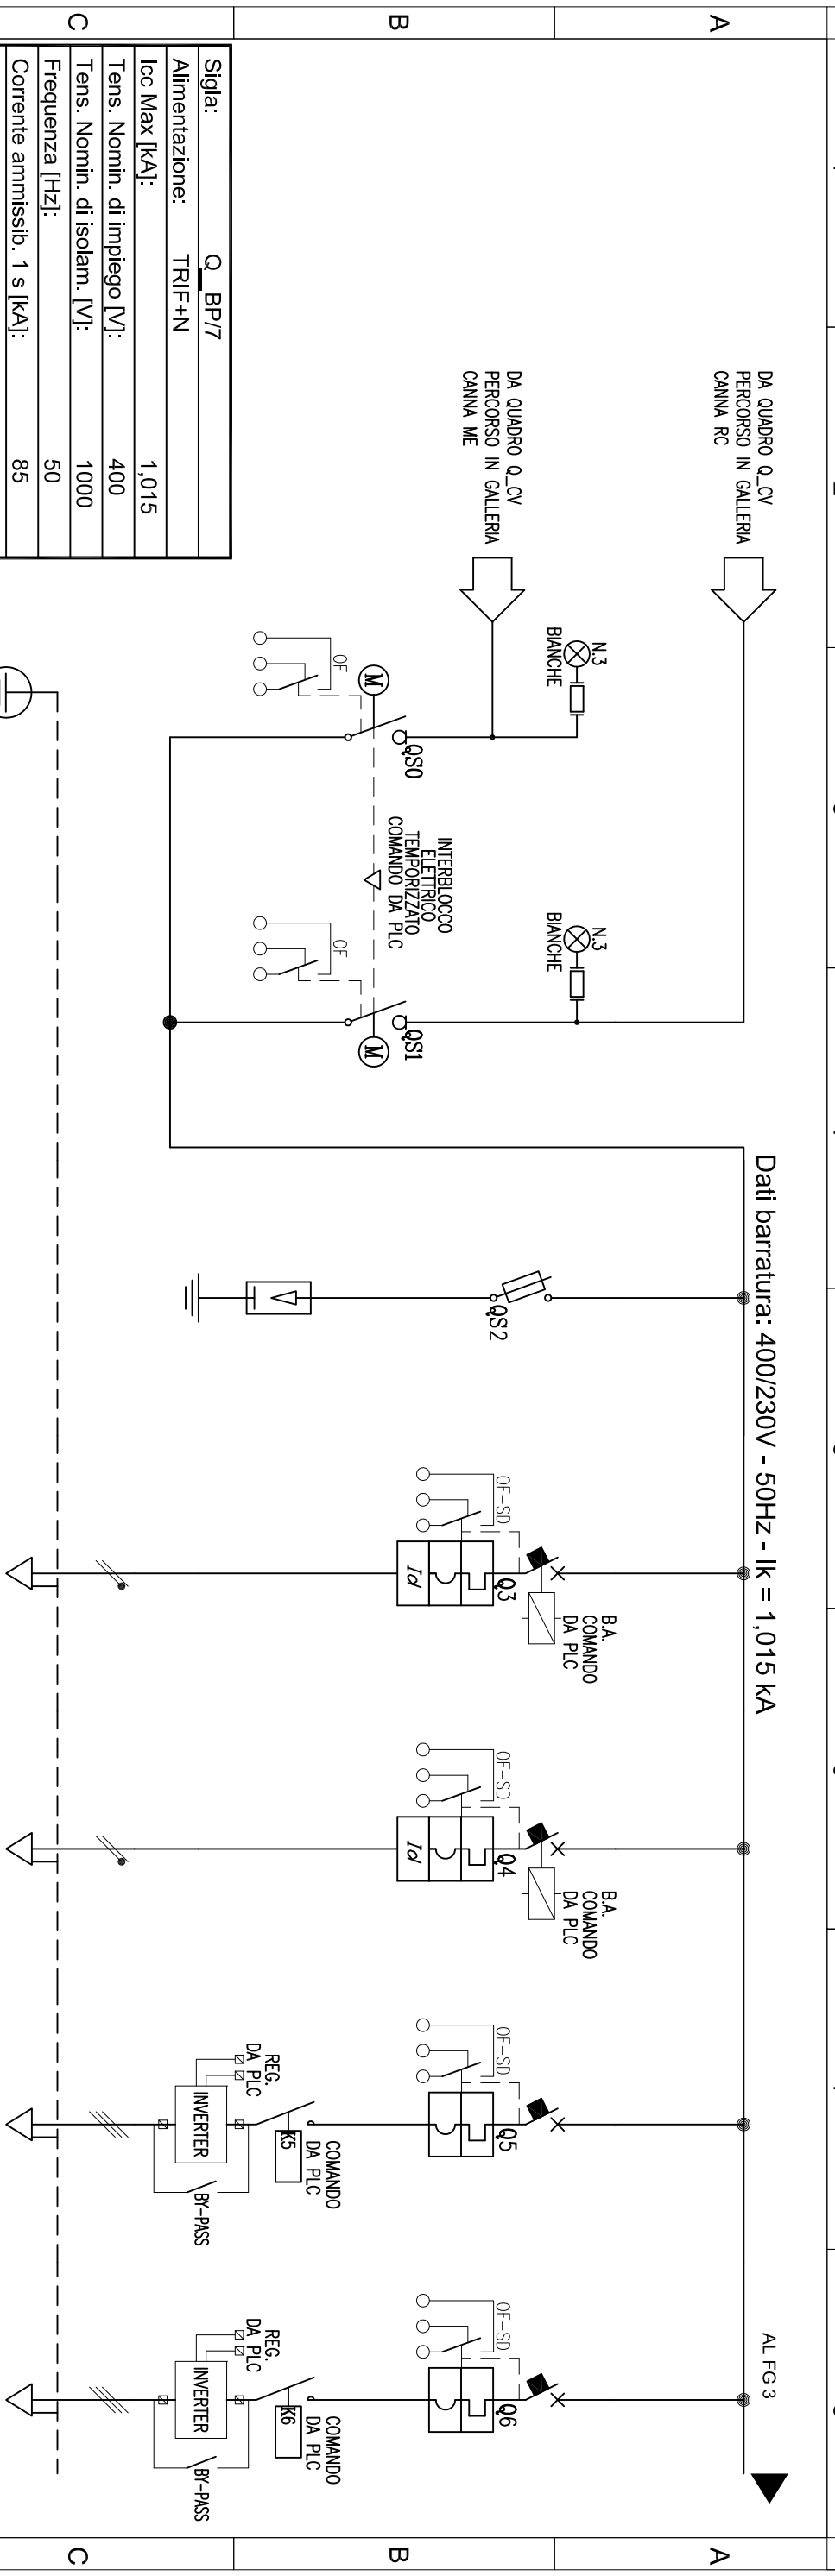 A
B
C
DA QUADRO Q_CV
PERCORSO IN GALLERIA
CANNA RC
DA QUADRO Q_CV
PERCORSO IN GALLERIA
CANNA ME
N.3
BIANCHE
N.3
BIANCHE
QS0
QS1
M
M
OF
OF
INTERBLOCCO
ELETTRICO
TEMPORIZZATO
COMANDO DA PLC
Dati barratura: 400/230V - 50Hz - Ik = 1,015 kA
AL FG 3
QS2
B.A.
COMANDO
DA PLC
OF-SD
Q3
Id
B.A.
COMANDO
DA PLC
OF-SD
Q4
Id
OF-SD
Q5
COMANDO
DA PLC
K5
REG.
DA PLC
INVERTER
BY-PASS
OF-SD
Q6
COMANDO
DA PLC
K6
REG.
DA PLC
INVERTER
BY-PASS
Sigla: Q_BP/7
Alimentazione: TRIF+N
Icc Max [kA]: 1,015
Tens. Nomin. di impiego [V]: 400
Tens. Nomin. di isolam. [V]: 1000
Frequenza [Hz]: 50
Corrente ammissib. 1 s [kA]: 85
A
B
C